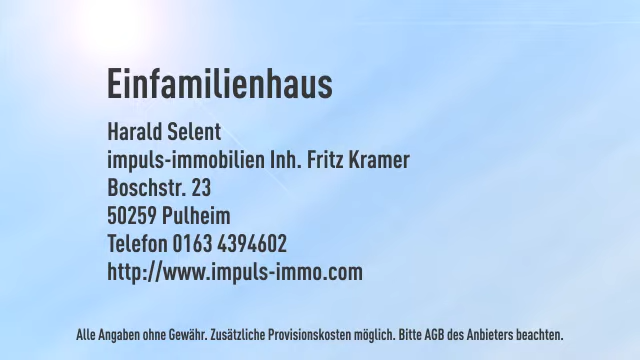 Einfamilienhaus
Harald Selent
impuls-immobilien Inh. Fritz Kramer
Boschstr. 23
50259 Pulheim
Telefon 0163 4394602
http://www.impuls-immo.com
Alle Angaben ohne Gewähr. Zusätzliche Provisionskosten möglich. Bitte AGB des Anbieters beachten.